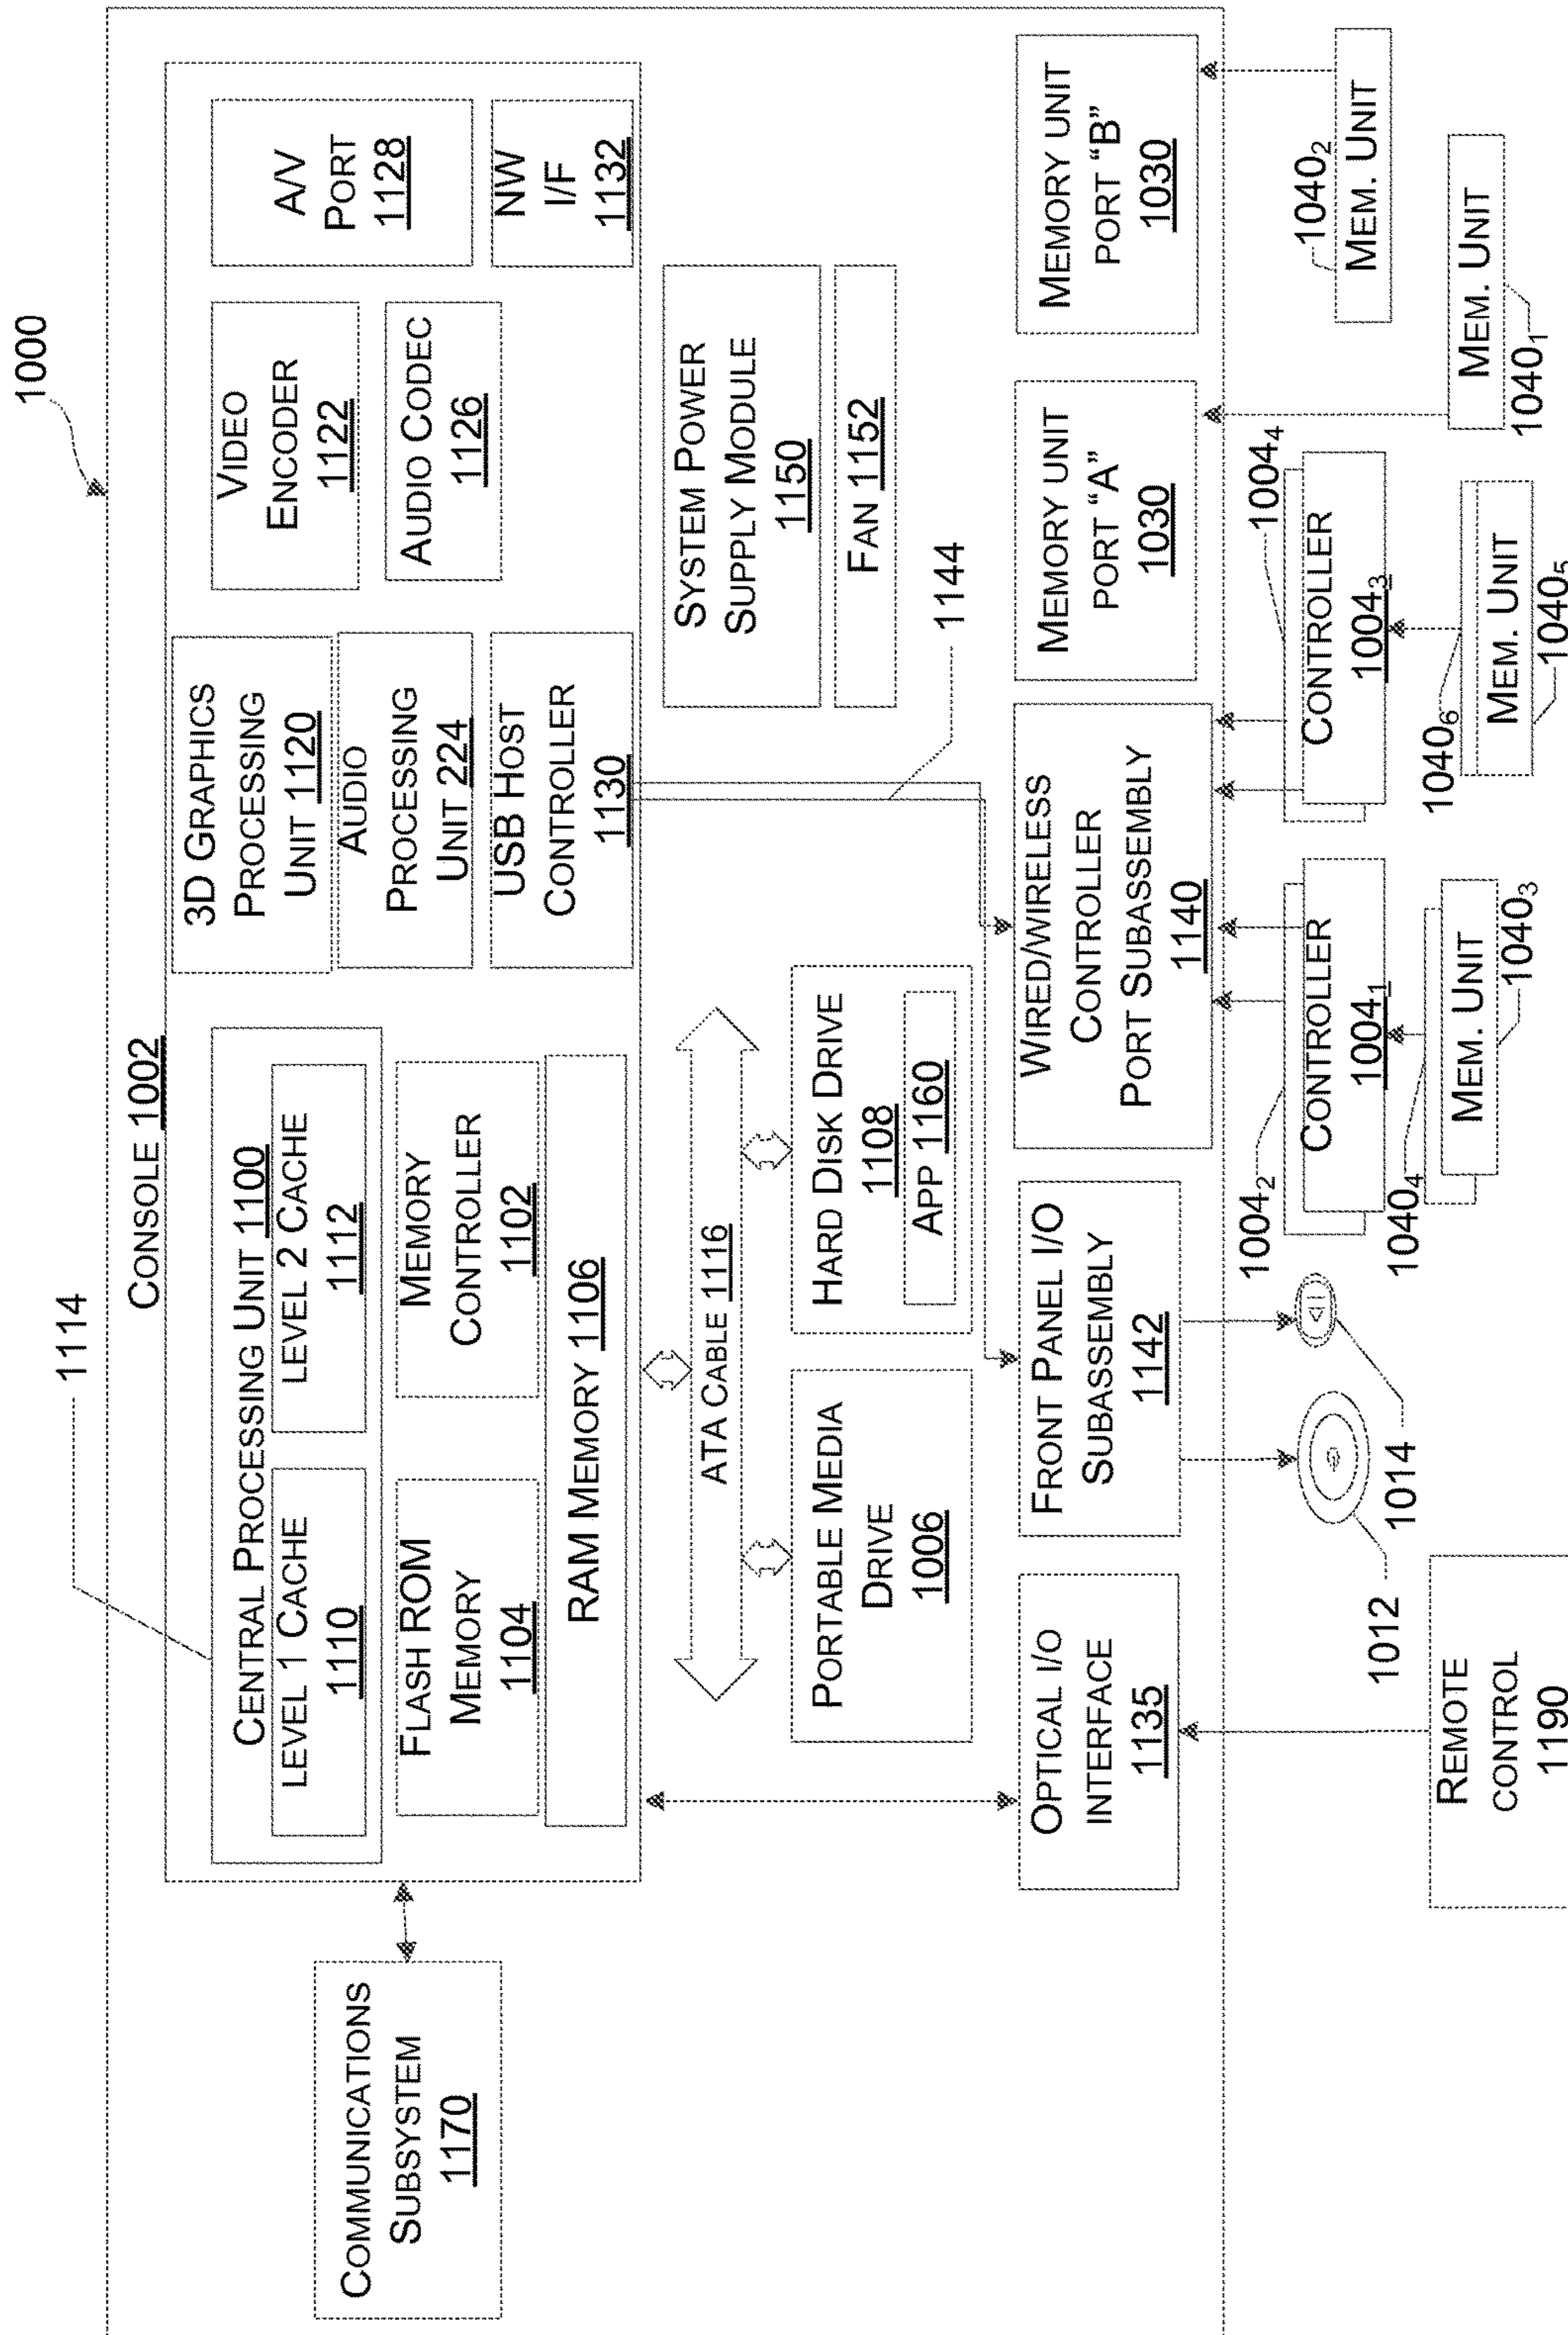 1000
1114
CONSOLE 1002
CENTRAL PROCESSING UNIT 1100
LEVEL 1 CACHE
1110
LEVEL 2 CACHE
1112
FLASH ROM
MEMORY
1104
MEMORY
CONTROLLER
1102
RAM MEMORY 1106
3D GRAPHICS
PROCESSING
UNIT 1120
AUDIO
PROCESSING
UNIT 224
USB HOST
CONTROLLER
1130
VIDEO
ENCODER
1122
AUDIO CODEC
1126
A/V
PORT
1128
NW
I/F
1132
COMMUNICATIONS
SUBSYSTEM
1170
ATA CABLE 1116
PORTABLE MEDIA
DRIVE
1006
HARD DISK DRIVE
1108
APP 1160
SYSTEM POWER
SUPPLY MODULE
1150
FAN 1152
1144
OPTICAL I/O
INTERFACE
1135
FRONT PANEL I/O
SUBASSEMBLY
1142
WIRED/WIRELESS
CONTROLLER
PORT SUBASSEMBLY
1140
MEMORY UNIT
PORT “A”
1030
MEMORY UNIT
PORT “B”
1030
REMOTE
CONTROL
1190
1012
1014
1004₂
CONTROLLER
1004₁
1040₄
MEM. UNIT
1040₃
1004₄
CONTROLLER
1004₃
1040₆
MEM. UNIT
1040₅
MEM. UNIT
1040₁
1040₂
MEM. UNIT